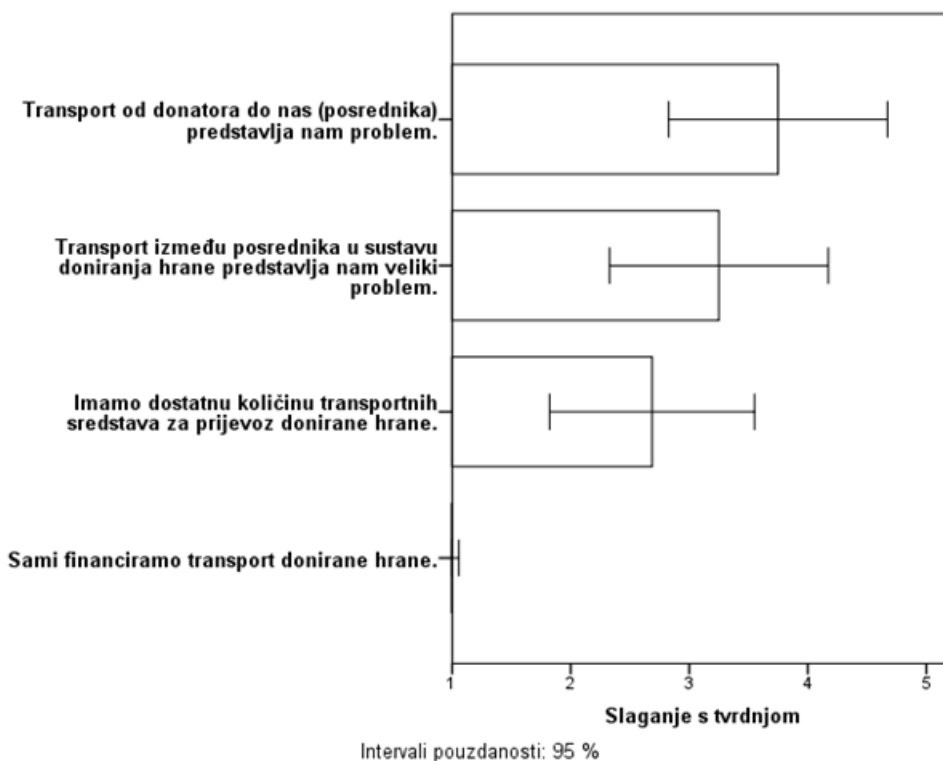 Transport od donatora do nas (posrednika)
predstavlja nam problem.
Transport između posrednika u sustavu
doniranja hrane predstavlja nam veliki
problem.
Imamo dostatnu količinu transportnih
sredstava za prijevoz donirane hrane.
Sami financiramo transport donirane hrane.
1 2 3 4 5
Slaganje s tvrdnjom
Intervali pouzdanosti: 95 %